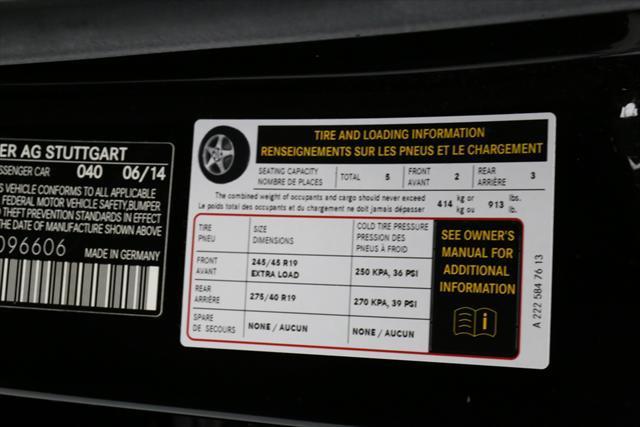 ER AG STUTTGART
SSENGER CAR 040 06/14
S VEHICLE CONFORMS TO ALL APPLICABLE
FEDERAL MOTOR VEHICLE SAFETY,BUMPER
THEFT PREVENTION STANDARDS IN EFFECT
THE DATE OF MANUFACTURE SHOWN ABOVE
096606 MADE IN GERMANY
TIRE AND LOADING INFORMATION
RENSEIGNEMENTS SUR LES PNEUS ET LE CHARGEMENT
SEATING CAPACITY
NOMBRE DE PLACES
TOTAL 5
FRONT
AVANT
2
REAR
ARRIÈRE
3
The combined weight of occupants and cargo should never exceed
Le poids total des occupants et du chargement ne doit jamais dépasser
414 kg or
kg ou
913 lbs.
lb.
TIRE
PNEU
SIZE
DIMENSIONS
COLD TIRE PRESSURE
PRESSION DES
PNEUS À FROID
FRONT
AVANT
245/45 R19
EXTRA LOAD
250 KPA, 36 PSI
REAR
ARRIÈRE
275/40 R19
270 KPA, 39 PSI
SPARE
DE SECOURS
NONE / AUCUN
NONE / AUCUN
SEE OWNER'S
MANUAL FOR
ADDITIONAL
INFORMATION
A 222 584 76 13